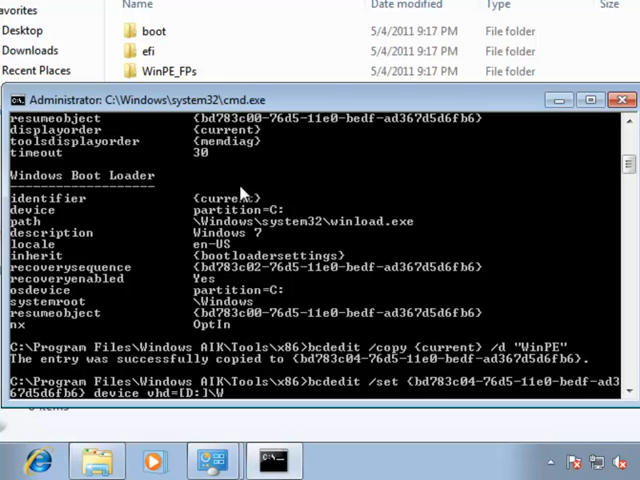 avorites
Name
Date modified
Type
Size
Desktop
boot
5/4/2011 9:17 PM
File folder
Downloads
efi
5/4/2011 9:17 PM
File folder
Recent Places
WinPE_FPs
5/4/2011 9:17 PM
File folder
Administrator: C:\Windows\system32\cmd.exe
resumeobject {bd783c00-76d5-11e0-bedf-ad367d5d6fb6}
displayorder {current}
toolsdisplayorder {memdiag}
timeout 30
Windows Boot Loader
-------------------
identifier {current}
device partition=C:
path \Windows\system32\winload.exe
description Windows 7
locale en-US
inherit {bootloadersettings}
recoverysequence {bd783c02-76d5-11e0-bedf-ad367d5d6fb6}
recoveryenabled Yes
osdevice partition=C:
systemroot \Windows
resumeobject {bd783c00-76d5-11e0-bedf-ad367d5d6fb6}
nx OptIn
C:\Program Files\Windows AIK\Tools\x86>bcdedit /copy {current} /d "WinPE"
The entry was successfully copied to {bd783c04-76d5-11e0-bedf-ad367d5d6fb6}.
C:\Program Files\Windows AIK\Tools\x86>bcdedit /set {bd783c04-76d5-11e0-bedf-ad3
67d5d6fb6} device vhd=[D:]\W